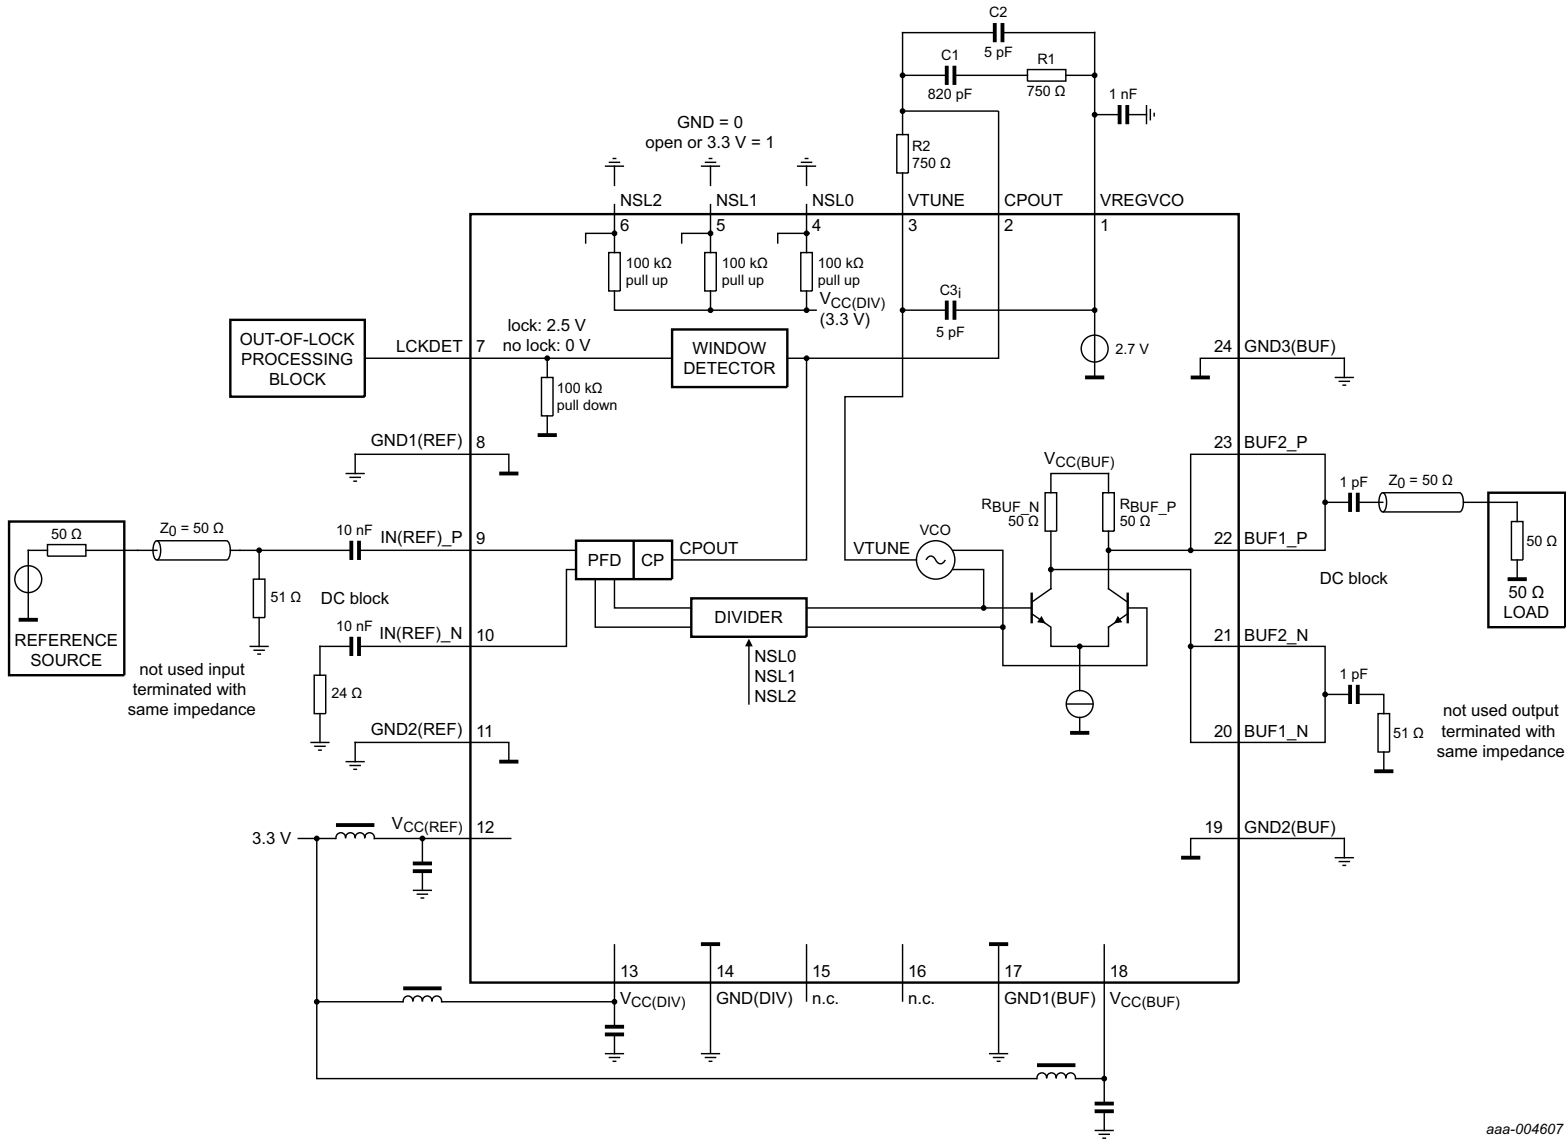 C2
5 pF
C1
820 pF
R1
750 Ω
1 nF
GND = 0
open or 3.3 V = 1
R2
750 Ω
NSL2
NSL1
NSL0
VTUNE
CPOUT
VREGVCO
6
5
4
3
2
1
100 kΩ
pull up
100 kΩ
pull up
100 kΩ
pull up
VCC(DIV)
(3.3 V)
C3i
5 pF
2.7 V
OUT-OF-LOCK
PROCESSING
BLOCK
LCKDET
7
lock: 2.5 V
no lock: 0 V
WINDOW
DETECTOR
100 kΩ
pull down
24
GND3(BUF)
GND1(REF)
8
23
BUF2_P
VCC(BUF)
RBUF_N
50 Ω
RBUF_P
50 Ω
1 pF
Z0 = 50 Ω
50 Ω
Z0 = 50 Ω
10 nF
IN(REF)_P
9
PFD
CP
CPOUT
VTUNE
VCO
22
BUF1_P
50 Ω
50 Ω
LOAD
DC block
51 Ω
DC block
REFERENCE
SOURCE
10 nF
IN(REF)_N
10
DIVIDER
NSL0
NSL1
NSL2
21
BUF2_N
not used input
terminated with
same impedance
24 Ω
1 pF
51 Ω
not used output
terminated with
same impedance
GND2(REF)
11
20
BUF1_N
3.3 V
VCC(REF)
12
19
GND2(BUF)
13
14
15
16
17
18
VCC(DIV)
GND(DIV)
n.c.
n.c.
GND1(BUF)
VCC(BUF)
aaa-004607